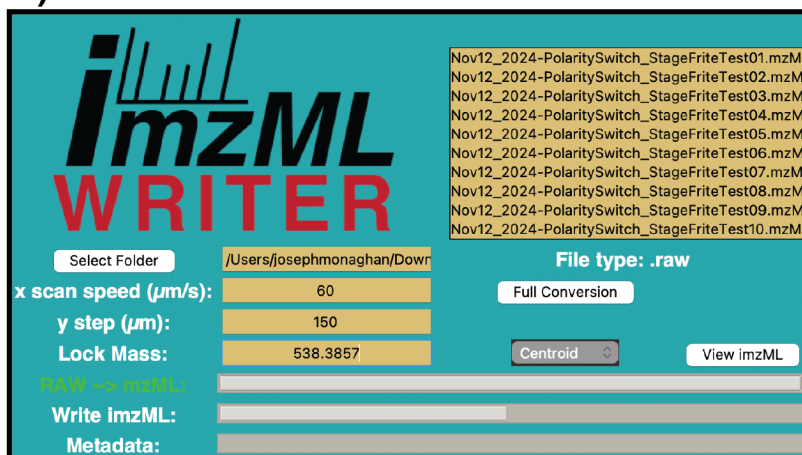 imzML
WRITER
Nov12_2024-PolaritySwitch_StageFriteTest01.mzM
Nov12_2024-PolaritySwitch_StageFriteTest02.mzM
Nov12_2024-PolaritySwitch_StageFriteTest03.mzM
Nov12_2024-PolaritySwitch_StageFriteTest04.mzM
Nov12_2024-PolaritySwitch_StageFriteTest05.mzM
Nov12_2024-PolaritySwitch_StageFriteTest06.mzM
Nov12_2024-PolaritySwitch_StageFriteTest07.mzM
Nov12_2024-PolaritySwitch_StageFriteTest08.mzM
Nov12_2024-PolaritySwitch_StageFriteTest09.mzM
Nov12_2024-PolaritySwitch_StageFriteTest10.mzM
Select Folder /Users/josephmonaghan/Down File type: .raw
x scan speed (μm/s): 60 Full Conversion
y step (μm): 150
Lock Mass: 538.3857 Centroid View imzML
RAW --> mzML:
Write imzML:
Metadata: